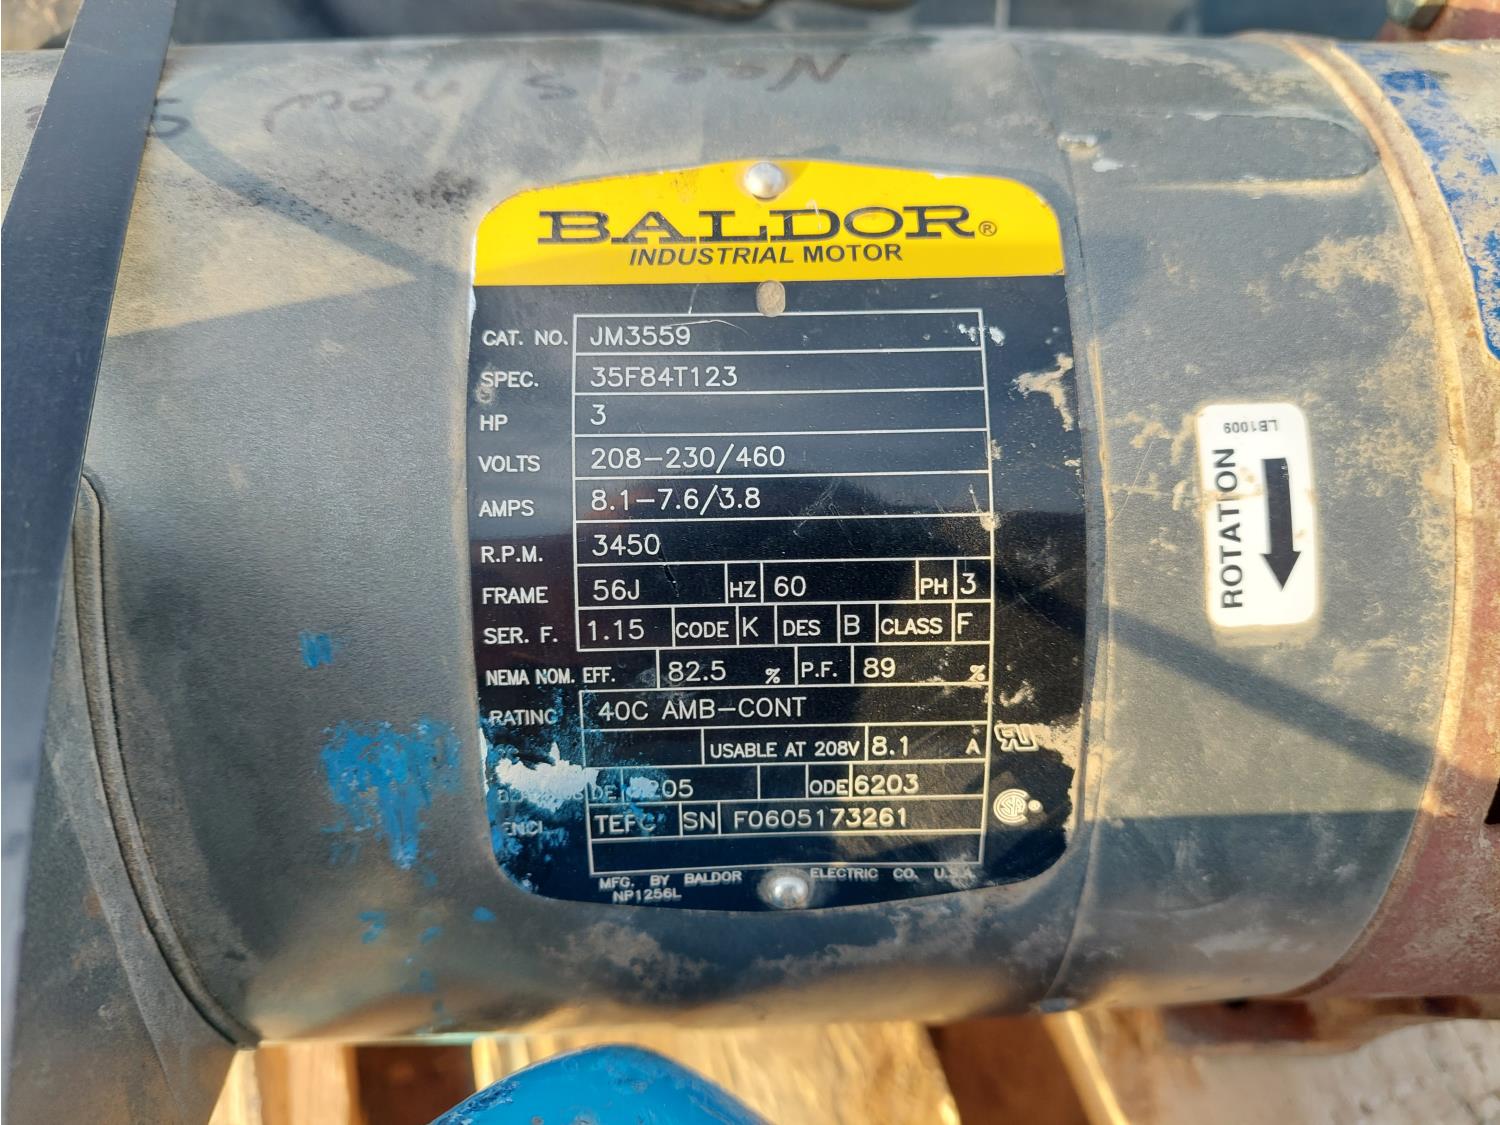 Needs new
BALDOR®
INDUSTRIAL MOTOR
CAT. NO. JM3559
SPEC. 35F84T123
HP 3
VOLTS 208-230/460
AMPS 8.1-7.6/3.8
R.P.M. 3450
FRAME 56J HZ 60 PH 3
SER. F. 1.15 CODE K DES B CLASS F
NEMA NOM. EFF. 82.5 % P.F. 89 %
RATING 40C AMB-CONT
USABLE AT 208V 8.1 A
DE ODE 6203
TEFC SN F0605173261
MFG. BY BALDOR ELECTRIC CO. U.S.A.
NP1256L
LB1009
ROTATION